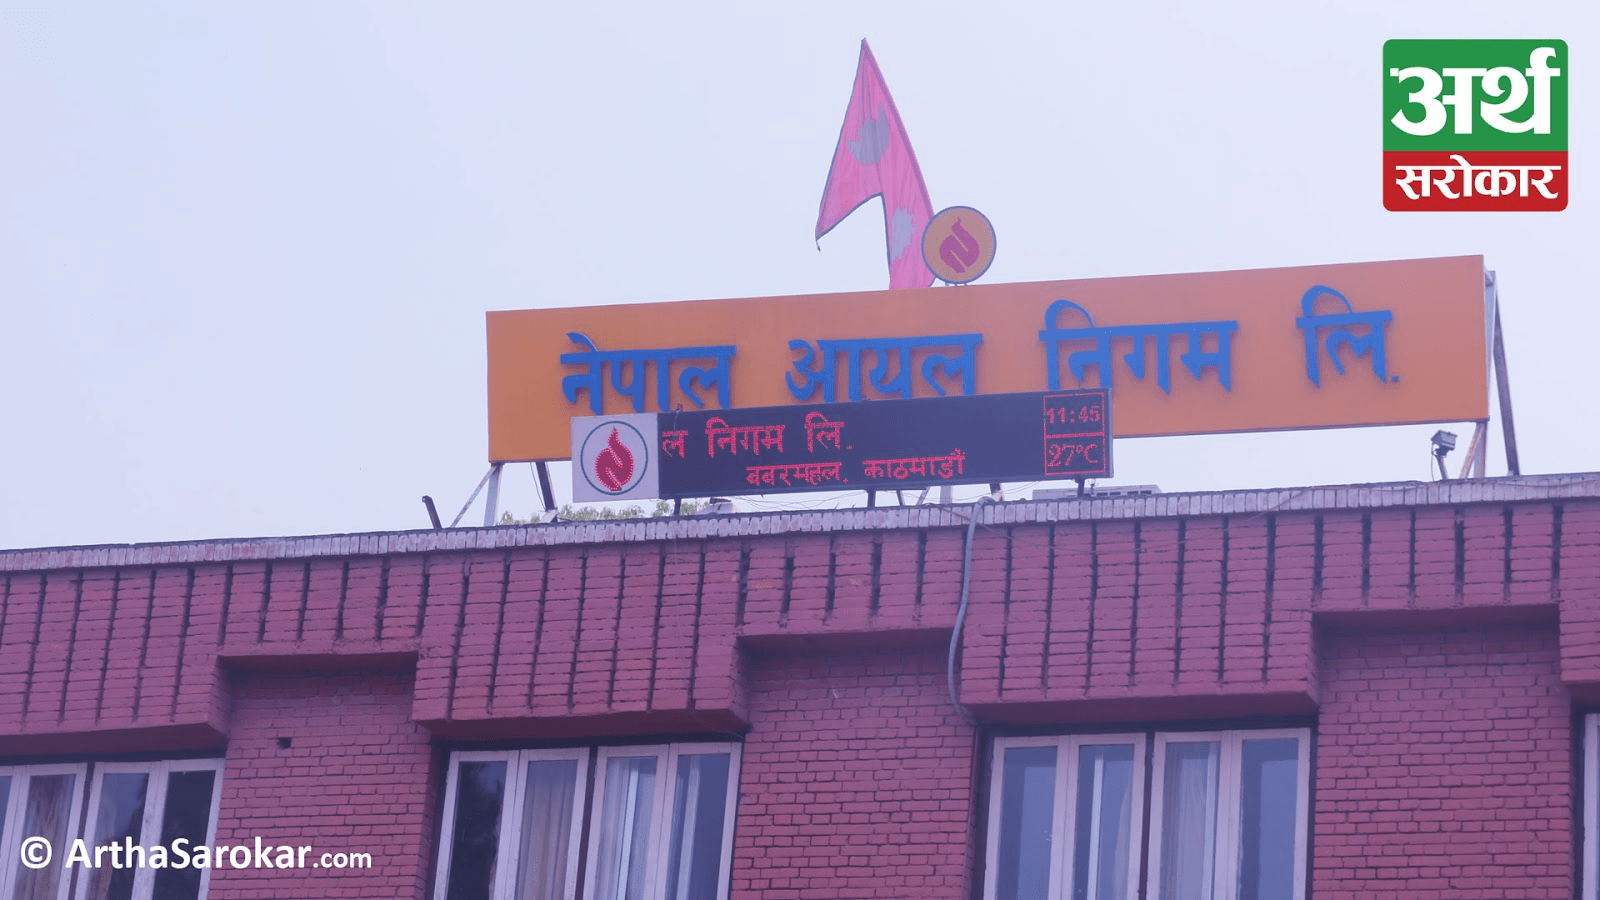 अर्थ
सरोकार
नेपाल आयल निगम लि.
ल निगम लि.
बबरमहल, काठमाडौं
11:45
27°C
© ArthaSarokar.com